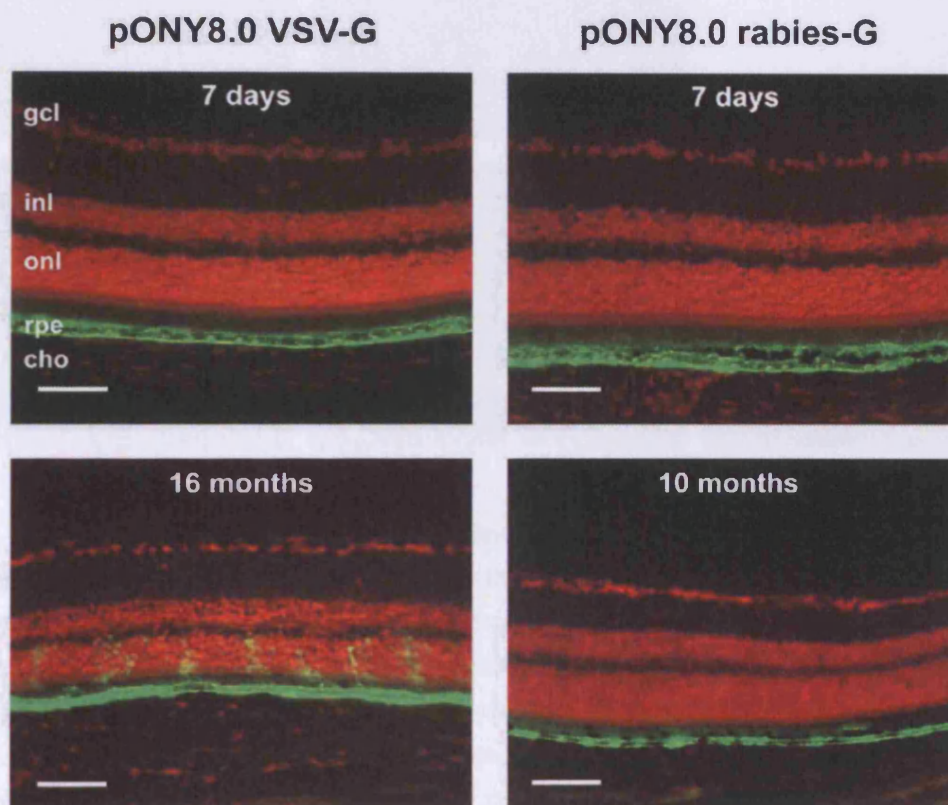 pONY8.0 VSV-G
pONY8.0 rabies-G
7 days
gcl
inl
onl
rpe
cho
7 days
16 months
10 months